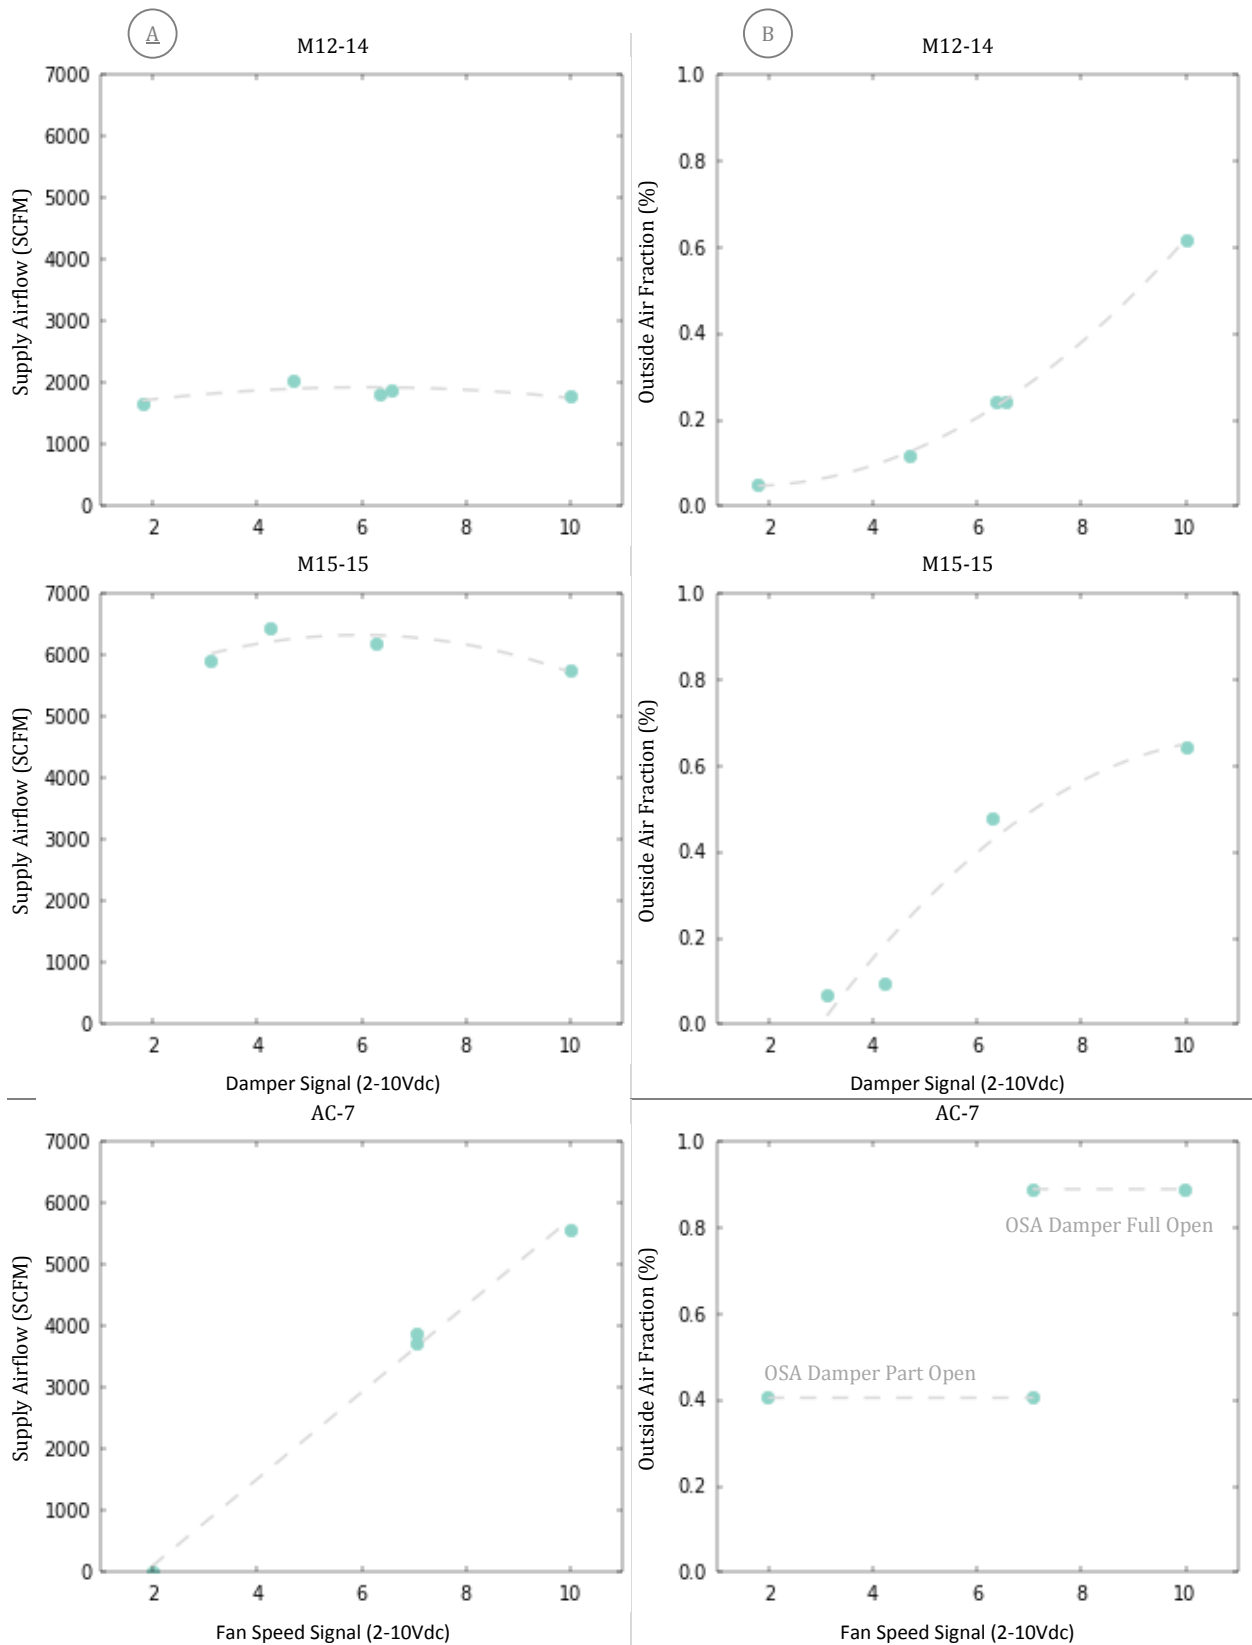 A
M12-14
7000
6000
5000
4000
3000
2000
1000
0
2 4 6 8 10
Supply Airflow (SCFM)
B
M12-14
1.0
0.8
0.6
0.4
0.2
0.0
2 4 6 8 10
Outside Air Fraction (%)
M15-15
7000
6000
5000
4000
3000
2000
1000
0
2 4 6 8 10
Supply Airflow (SCFM)
Damper Signal (2-10Vdc)
M15-15
1.0
0.8
0.6
0.4
0.2
0.0
2 4 6 8 10
Outside Air Fraction (%)
Damper Signal (2-10Vdc)
AC-7
7000
6000
5000
4000
3000
2000
1000
0
2 4 6 8 10
Supply Airflow (SCFM)
Fan Speed Signal (2-10Vdc)
AC-7
1.0
0.8
0.6
0.4
0.2
0.0
2 4 6 8 10
Outside Air Fraction (%)
OSA Damper Full Open
OSA Damper Part Open
Fan Speed Signal (2-10Vdc)